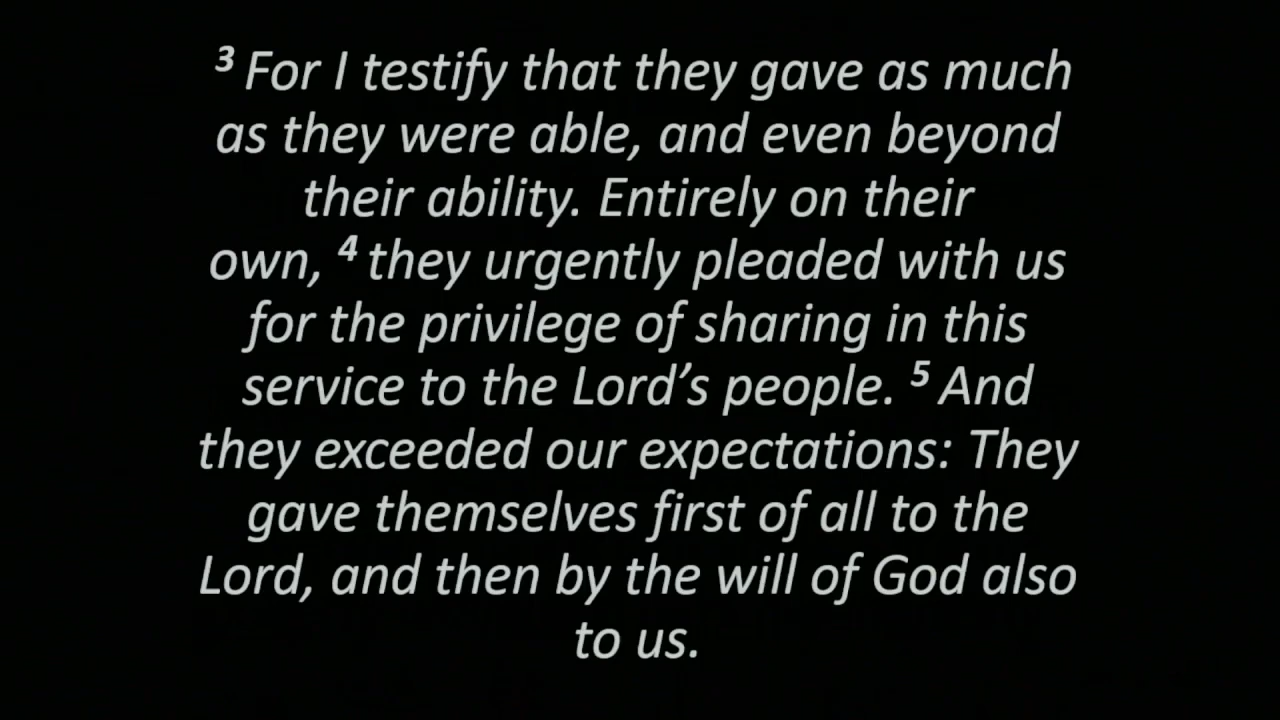 ³ For I testify that they gave as much
as they were able, and even beyond
their ability. Entirely on their
own, ⁴ they urgently pleaded with us
for the privilege of sharing in this
service to the Lord’s people. ⁵ And
they exceeded our expectations: They
gave themselves first of all to the
Lord, and then by the will of God also
to us.